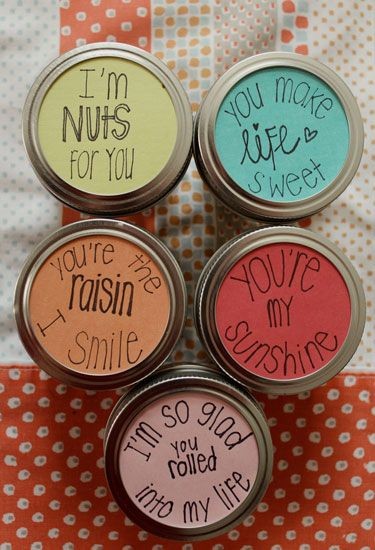 I'm
NUTS
FOR YOU
you make
life
sweet
you're the
raisin
I smile
YOU'RE
MY
sunshine
I'm so glad
you
rolled
into my life